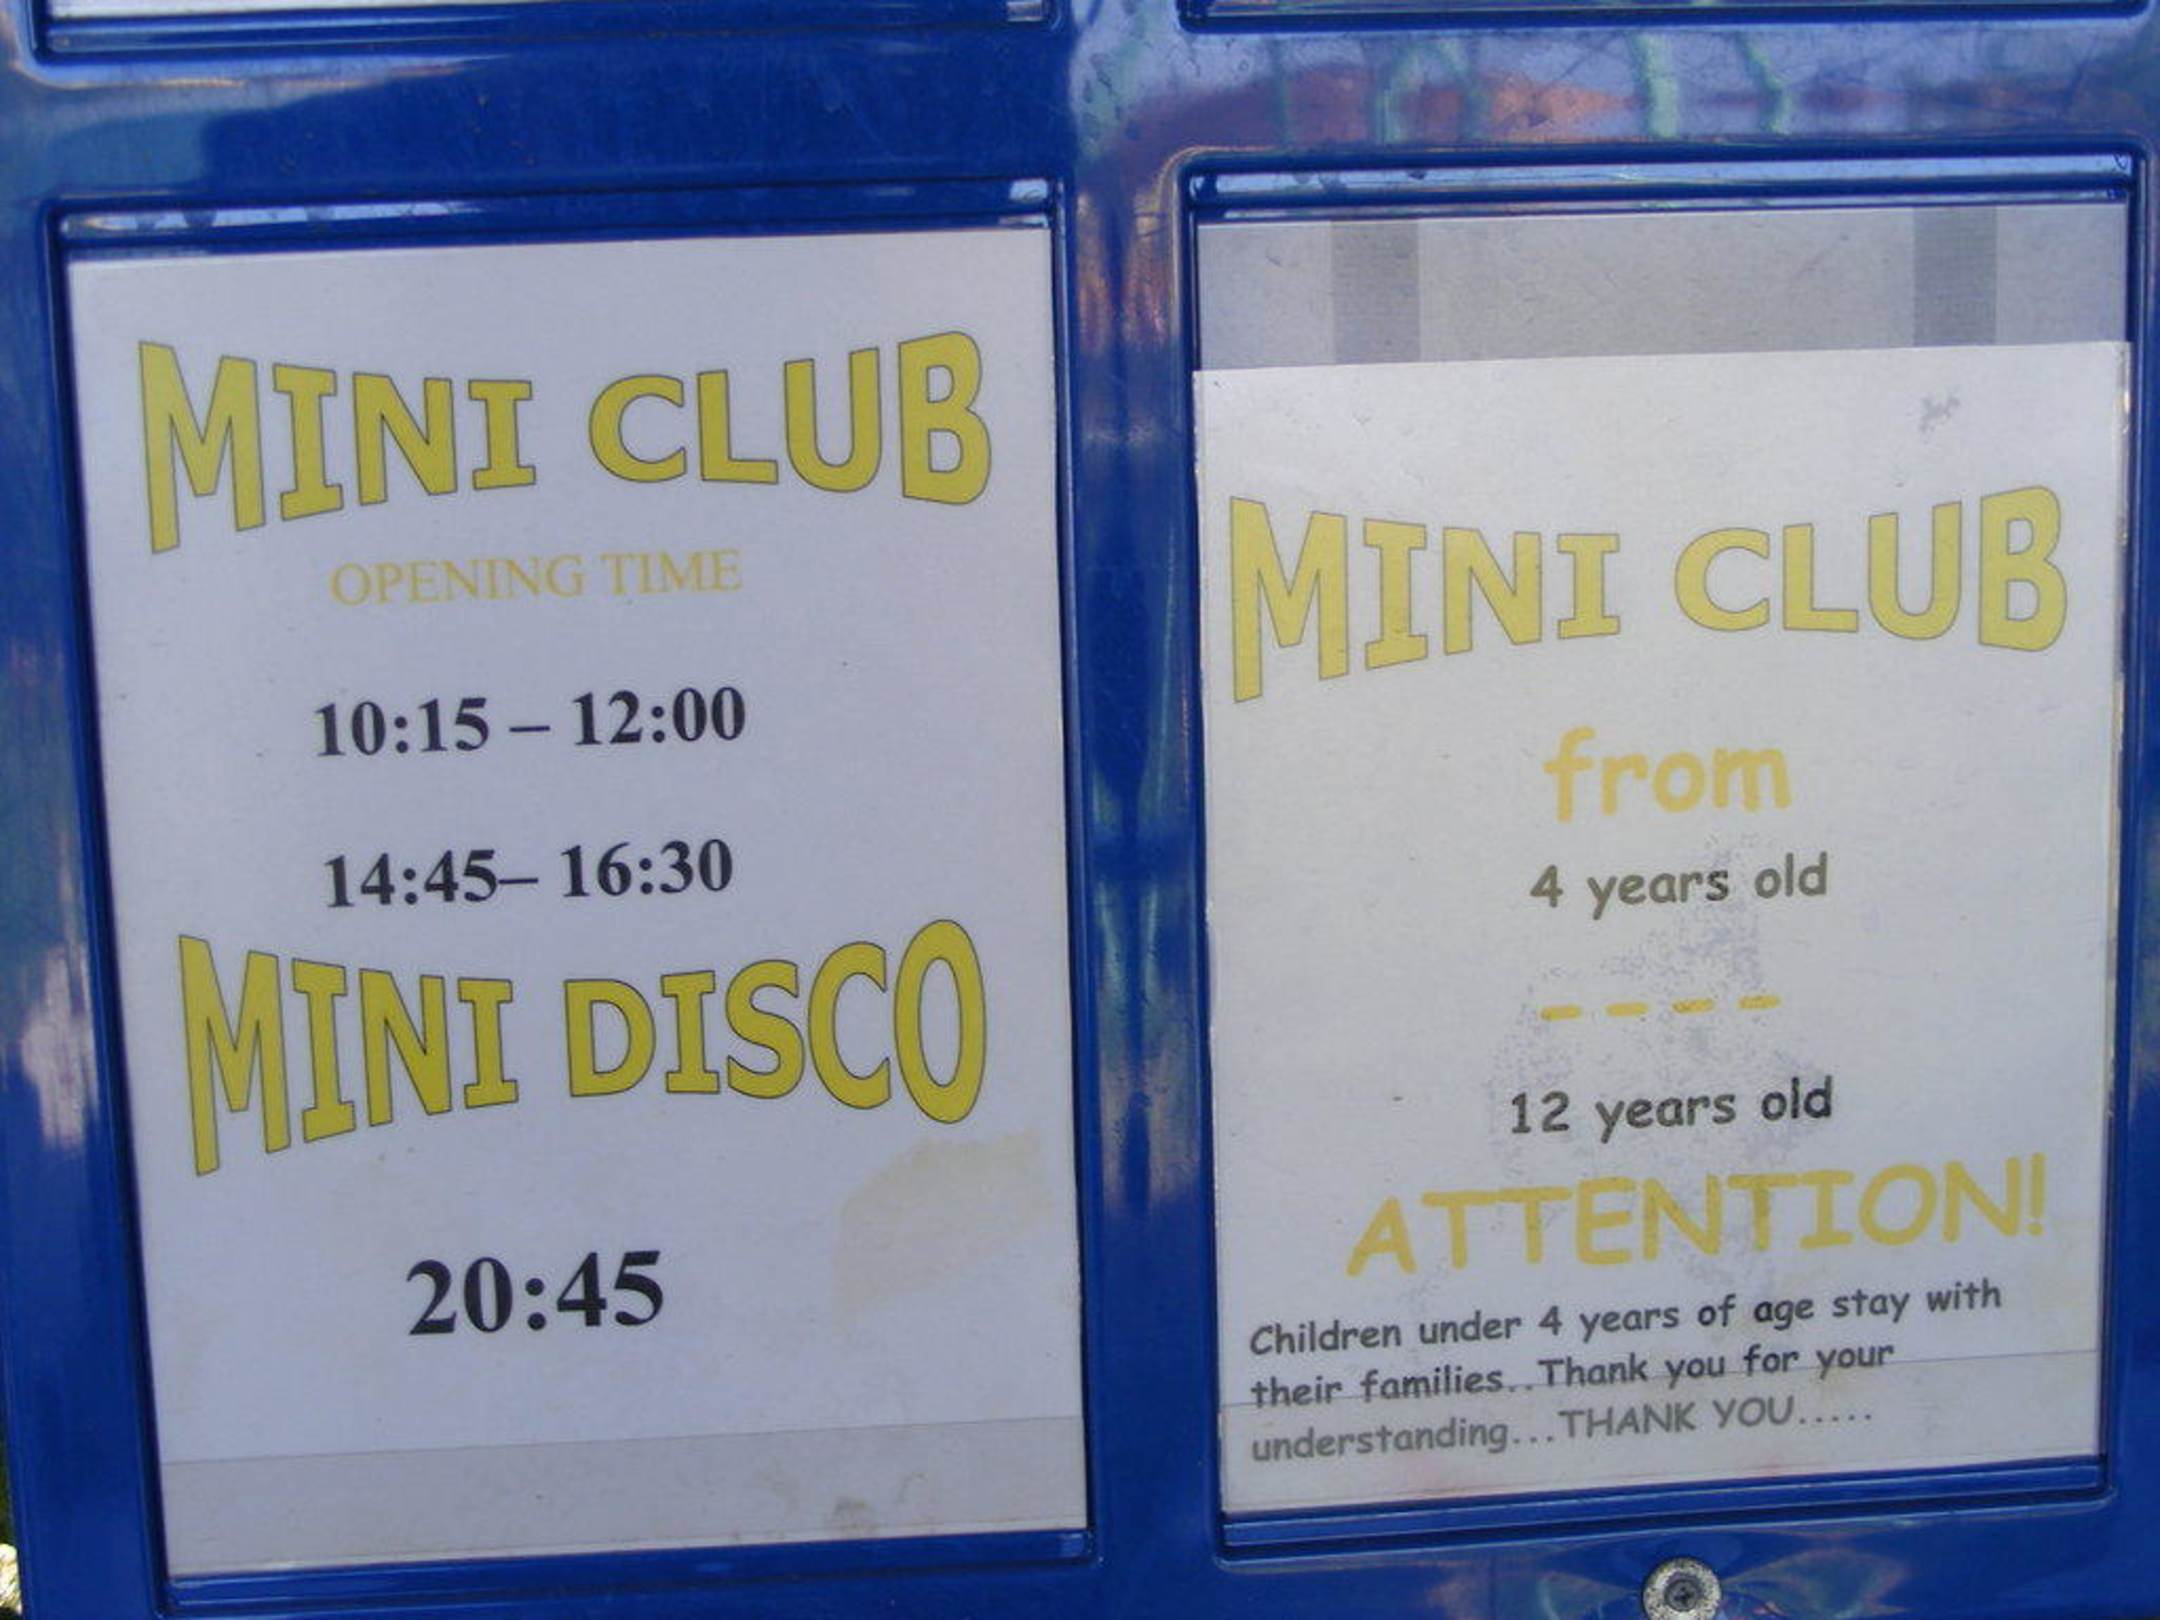 MINI CLUB
OPENING TIME
10:15 – 12:00
14:45– 16:30
MINI DISCO
20:45
MINI CLUB
from
4 years old
- - - -
12 years old
ATTENTION!
Children under 4 years of age stay with
their families..Thank you for your
understanding...THANK YOU.....